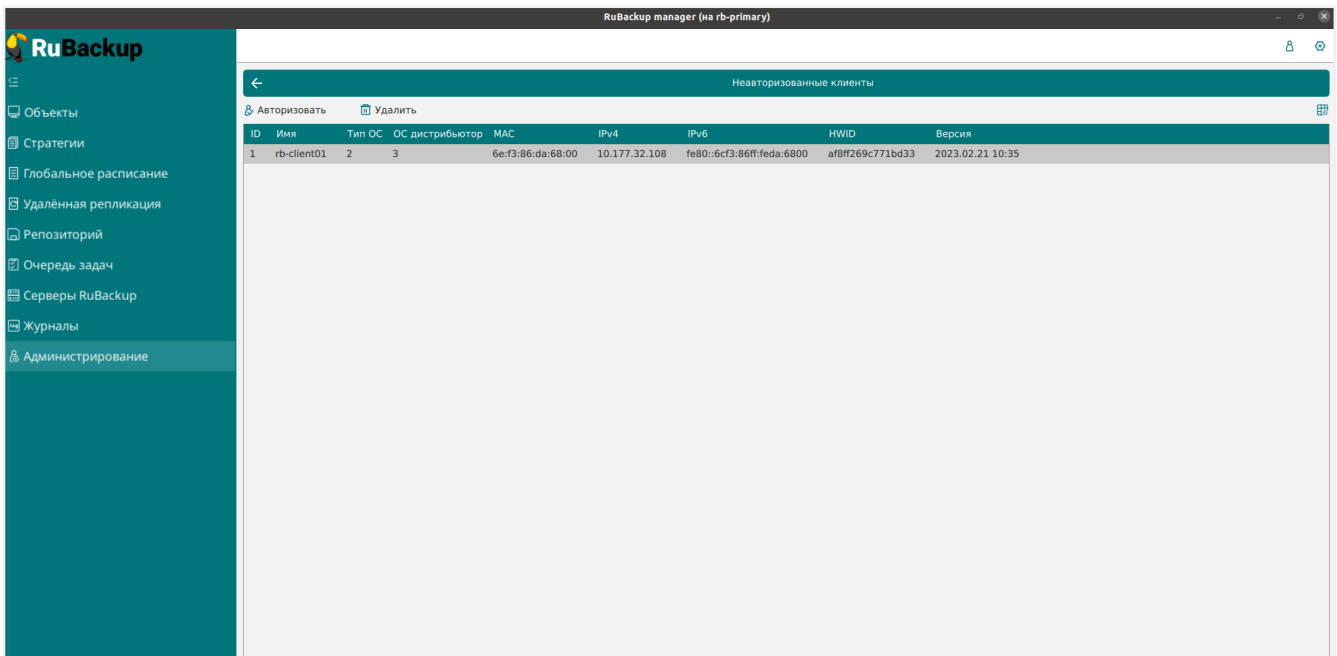 RuBackup manager (на rb-primary)
RuBackup
Объекты
Стратегии
Глобальное расписание
Удалённая репликация
Репозиторий
Очередь задач
Серверы RuBackup
Журналы
Администрирование
Неавторизованные клиенты
Авторизовать Удалить
ID Имя Тип ОС ОС дистрибьютор MAC IPv4 IPv6 HWID Версия
1 rb-client01 2 3 6e:f3:86:da:68:00 10.177.32.108 fe80::6cf3:86ff:feda:6800 af8ff269c771bd33 2023.02.21 10:35